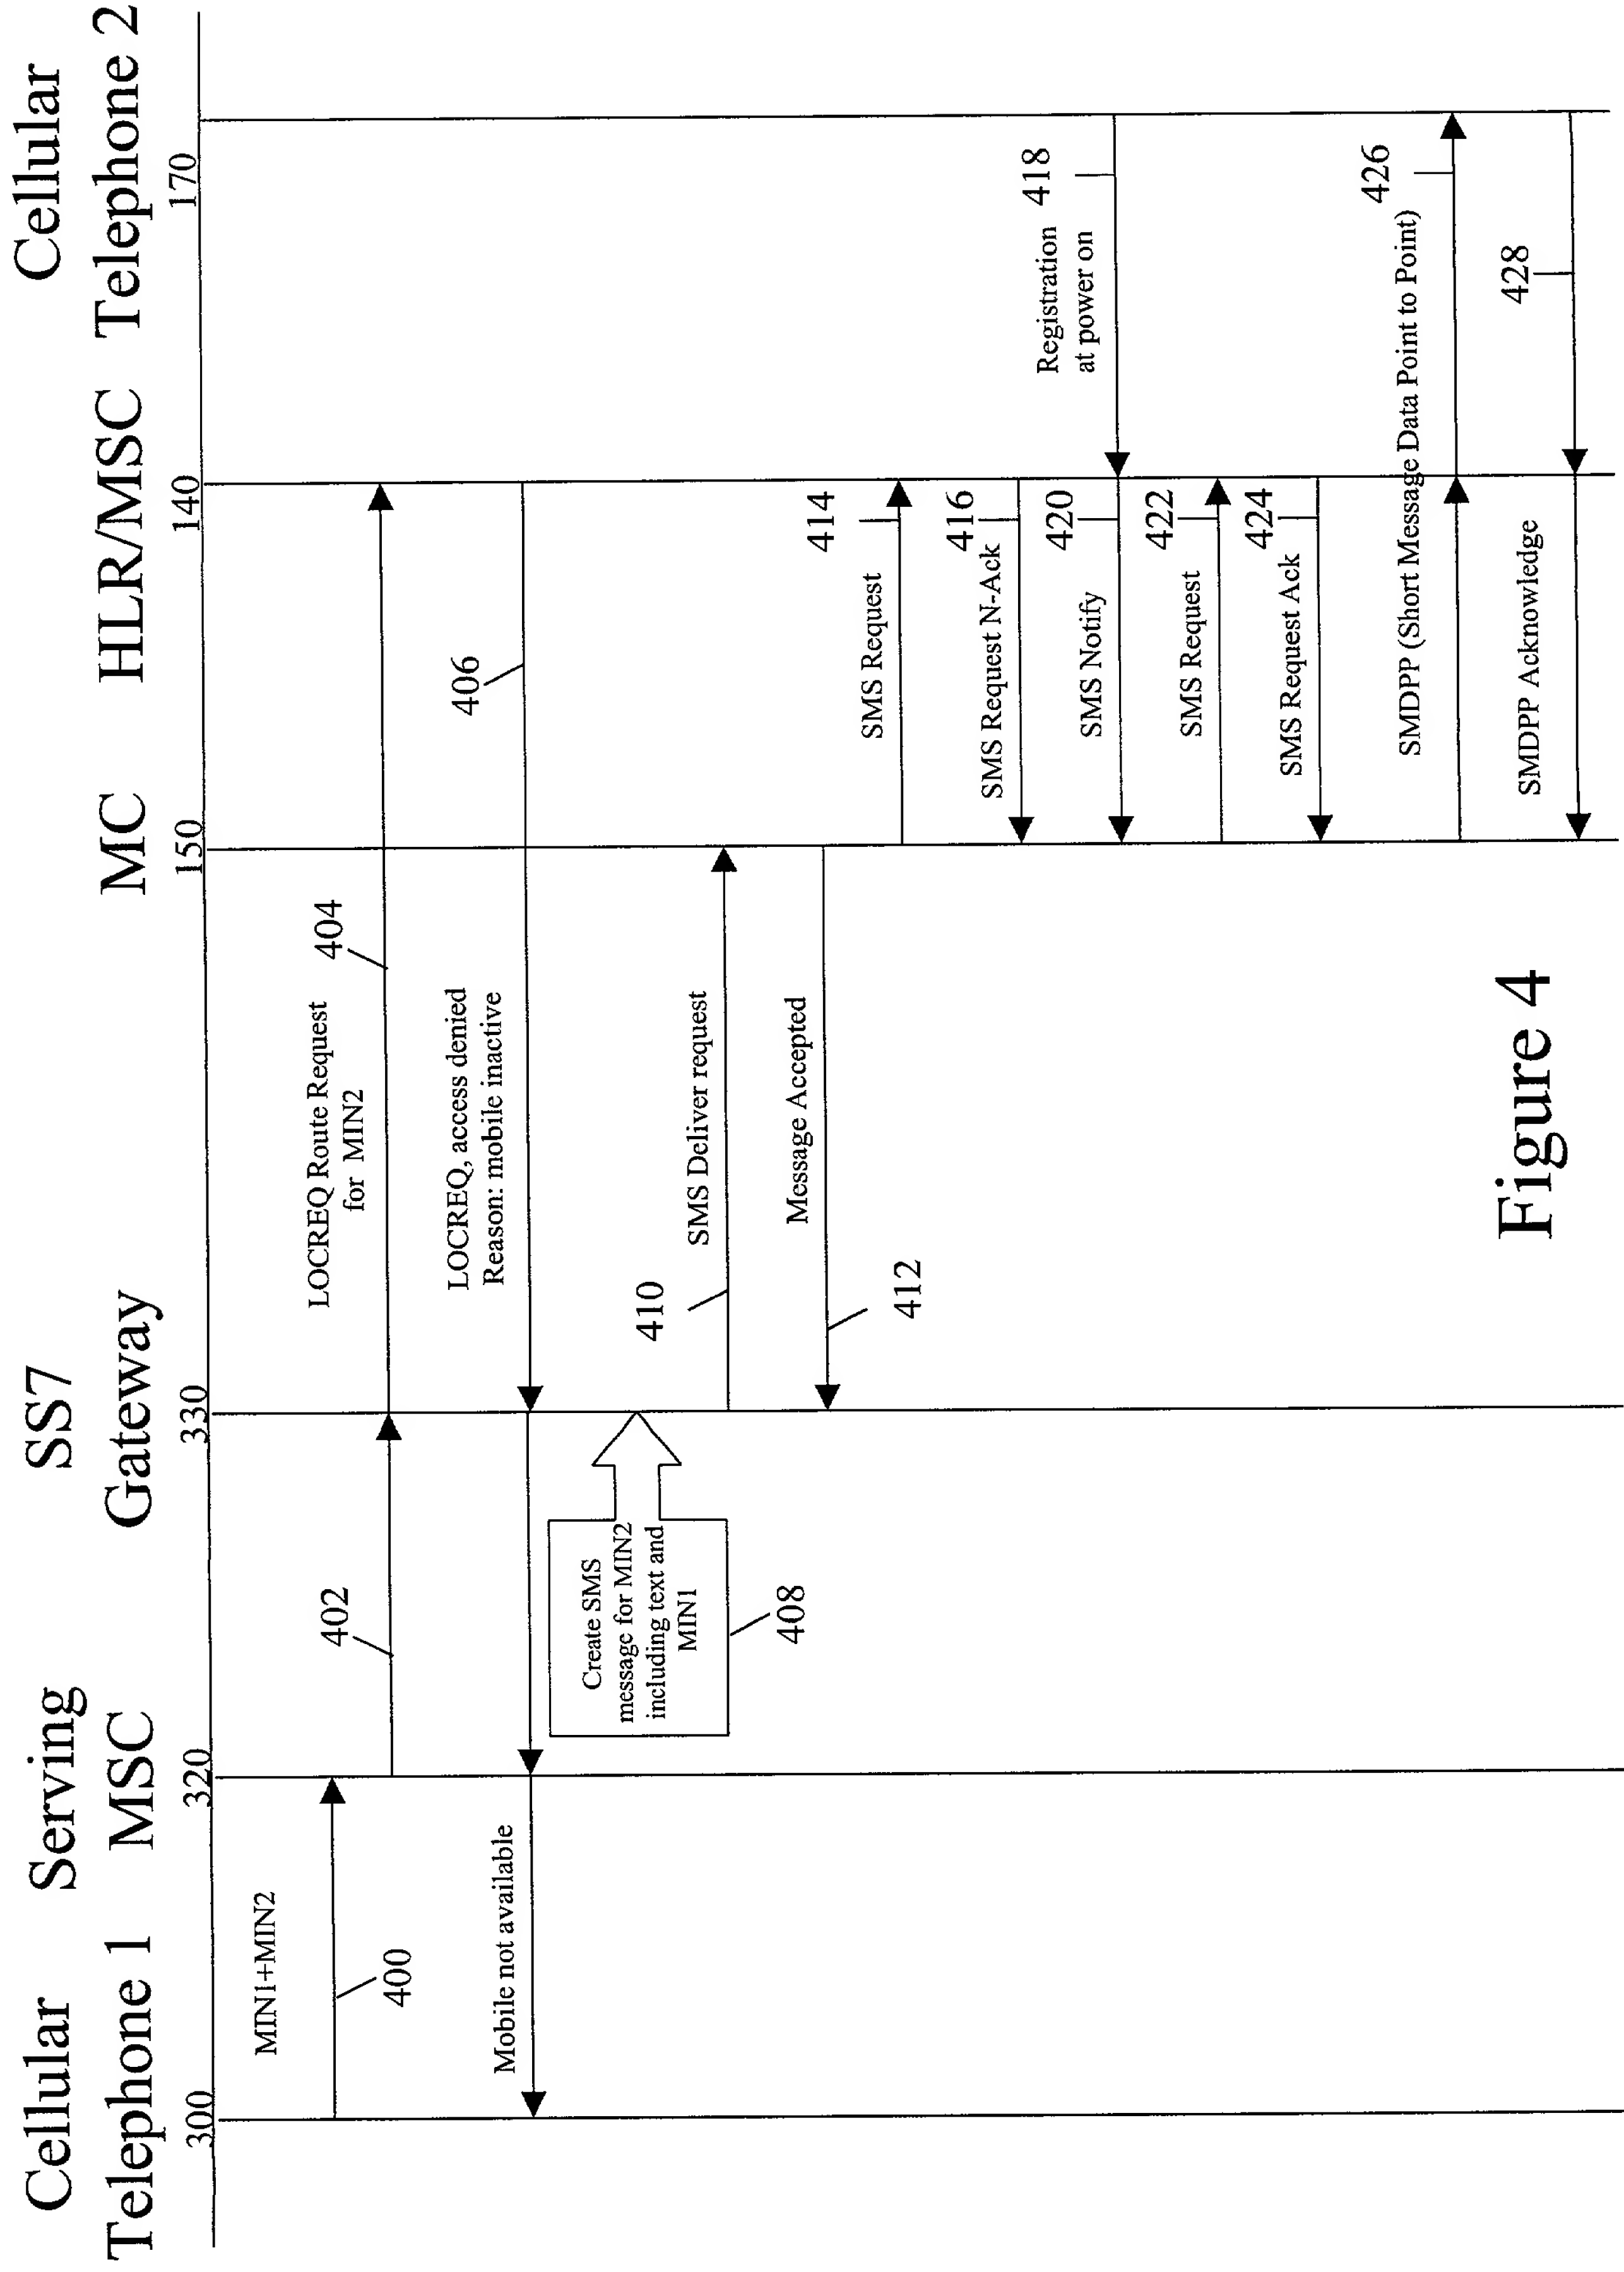 Cellular
Telephone 1
300
Serving
MSC
320
SS7
Gateway
330
MC
150
HLR/MSC
140
Cellular
Telephone 2
170
MIN1+MIN2
400
402
LOCREQ Route Request
for MIN2
404
Mobile not available
LOCREQ, access denied
Reason: mobile inactive
406
Create SMS
message for MIN2
including text and
MIN1
408
410
SMS Deliver request
Message Accepted
412
SMS Request
414
SMS Request N-Ack
416
Registration
at power on
418
SMS Notify
420
SMS Request
422
SMS Request Ack
424
SMDPP (Short Message Data Point to Point)
426
SMDPP Acknowledge
428
Figure 4